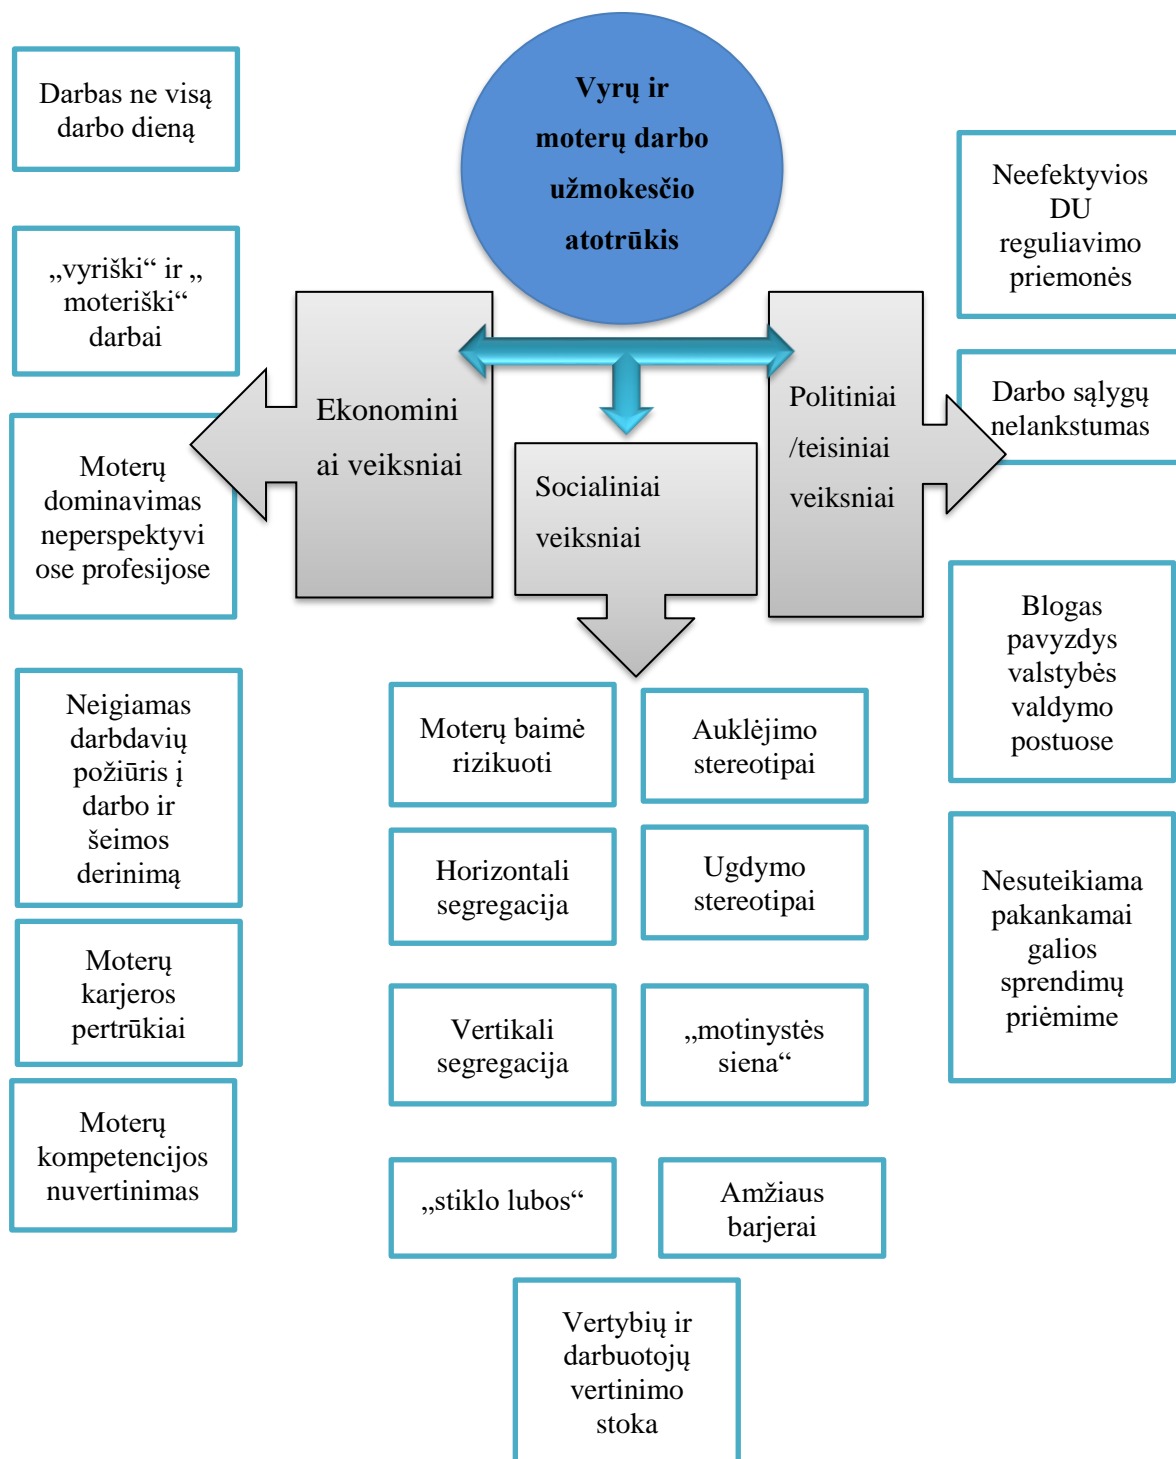 Vyrų ir
moterų darbo
užmokesčio
atotrūkis
Darbas ne visą
darbo dieną
„vyriški“ ir „
moteriški“
darbai
Moterų
dominavimas
neperspektyvi
ose profesijose
Neigiamas
darbdavių
požiūris į
darbo ir
šeimos
derinimą
Moterų
karjeros
pertrūkiai
Moterų
kompetencijos
nuvertinimas
Ekonomini
ai veiksniai
Socialiniai
veiksniai
Politiniai
/teisiniai
veiksniai
Moterų baimė
rizikuoti
Auklėjimo
stereotipai
Horizontali
segregacija
Ugdymo
stereotipai
Vertikali
segregacija
„motinystės
siena“
„stiklo lubos“
Amžiaus
barjerai
Vertybių ir
darbuotojų
vertinimo
stoka
Neefektyvios
DU
reguliavimo
priemonės
Darbo sąlygų
nelankstumas
Blogas
pavyzdys
valstybės
valdymo
postuose
Nesuteikiama
pakankamai
galios
sprendimų
priėmime